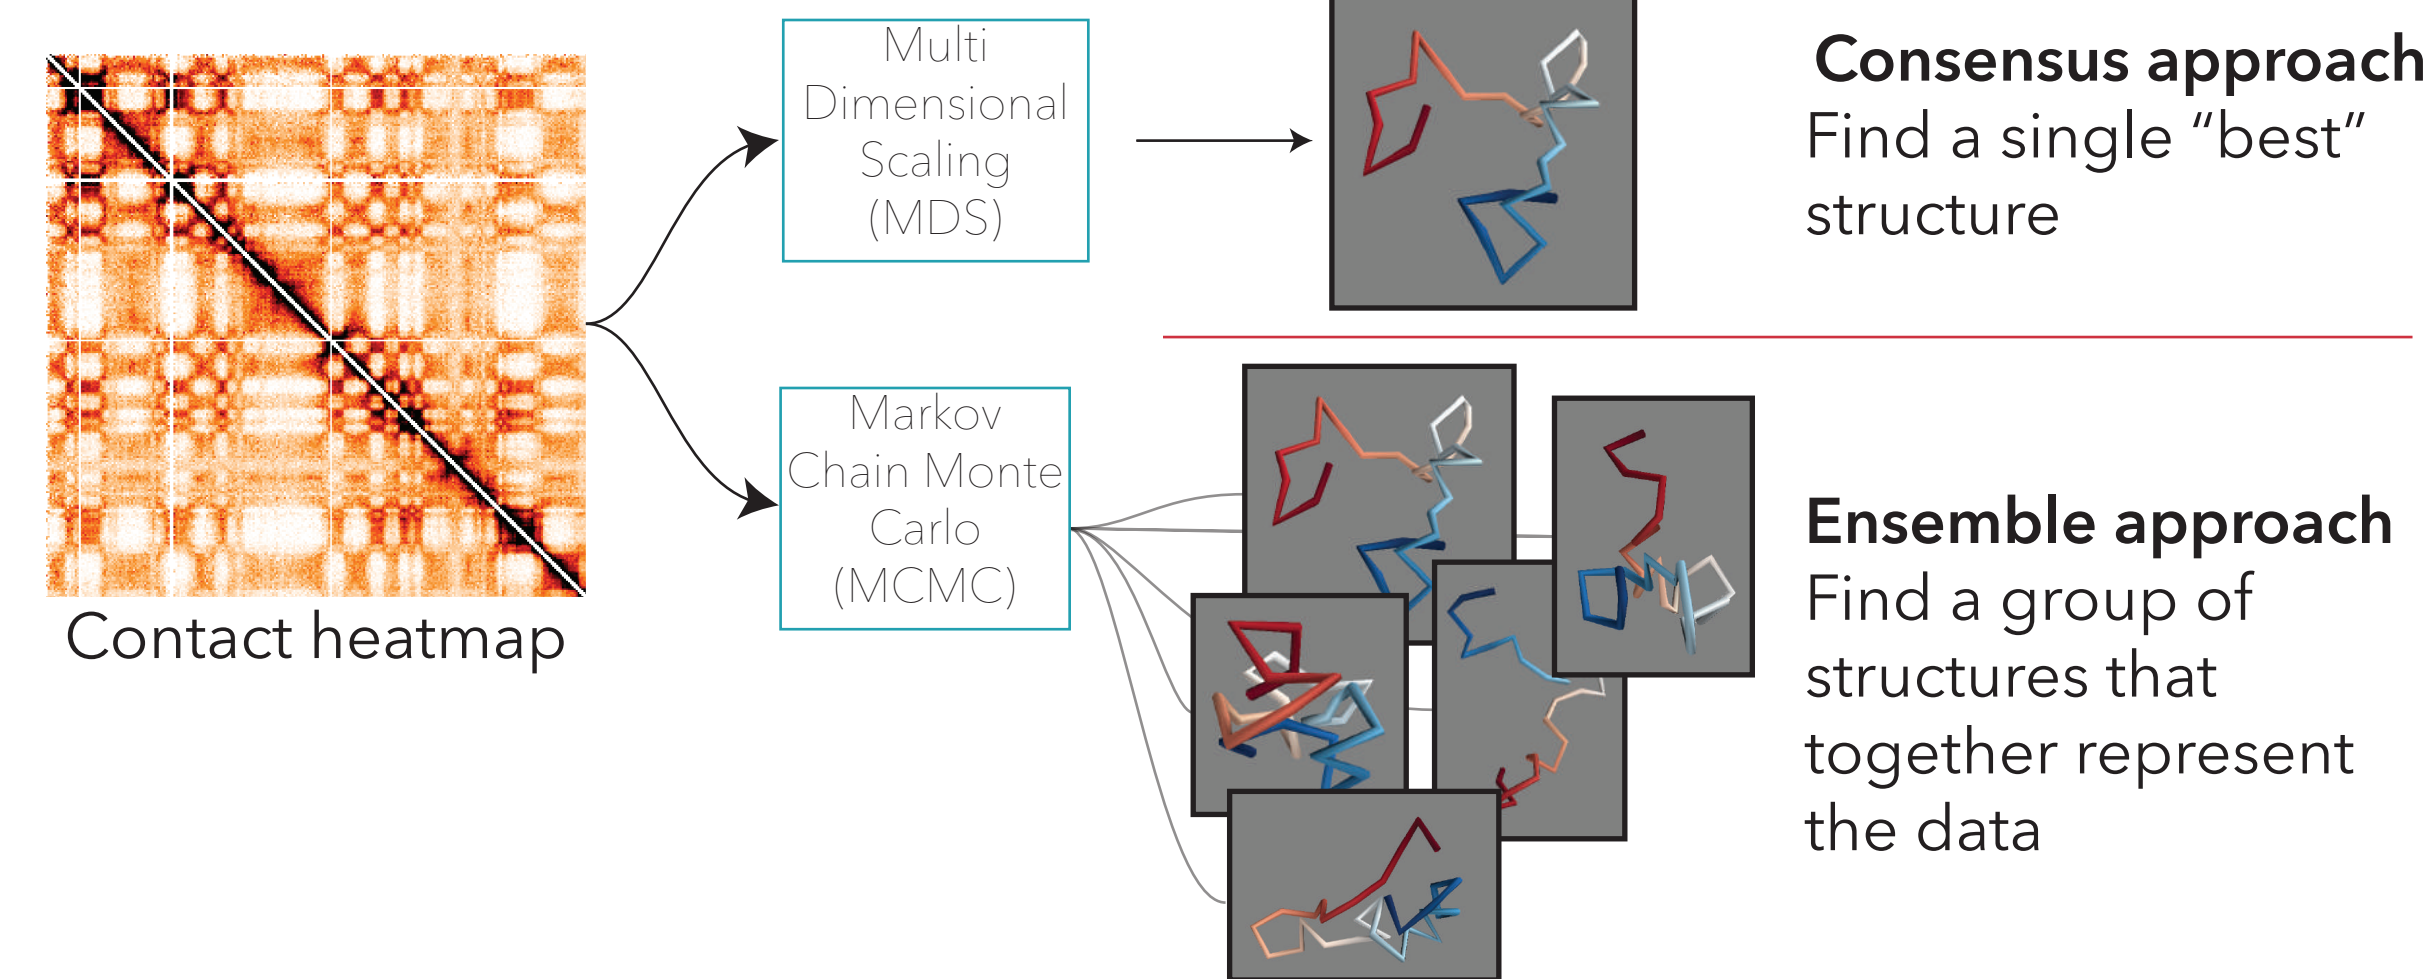 Contact heatmap
Multi
Dimensional
Scaling
(MDS)
Consensus approach
Find a single “best”
structure
Markov
Chain Monte
Carlo
(MCMC)
Ensemble approach
Find a group of
structures that
together represent
the data